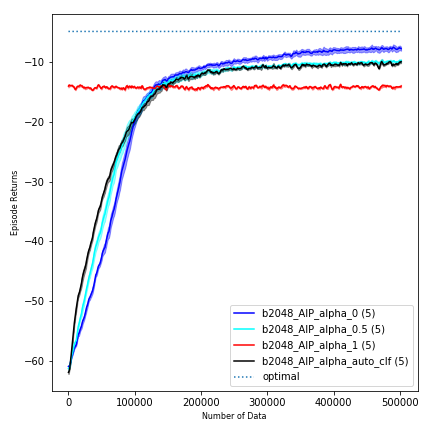 −10
−20
−30
−40
−50
−60
Episode Returns
b2048_AIP_alpha_0 (5)
b2048_AIP_alpha_0.5 (5)
b2048_AIP_alpha_1 (5)
b2048_AIP_alpha_auto_clf (5)
optimal
0 100000 200000 300000 400000 500000
Number of Data